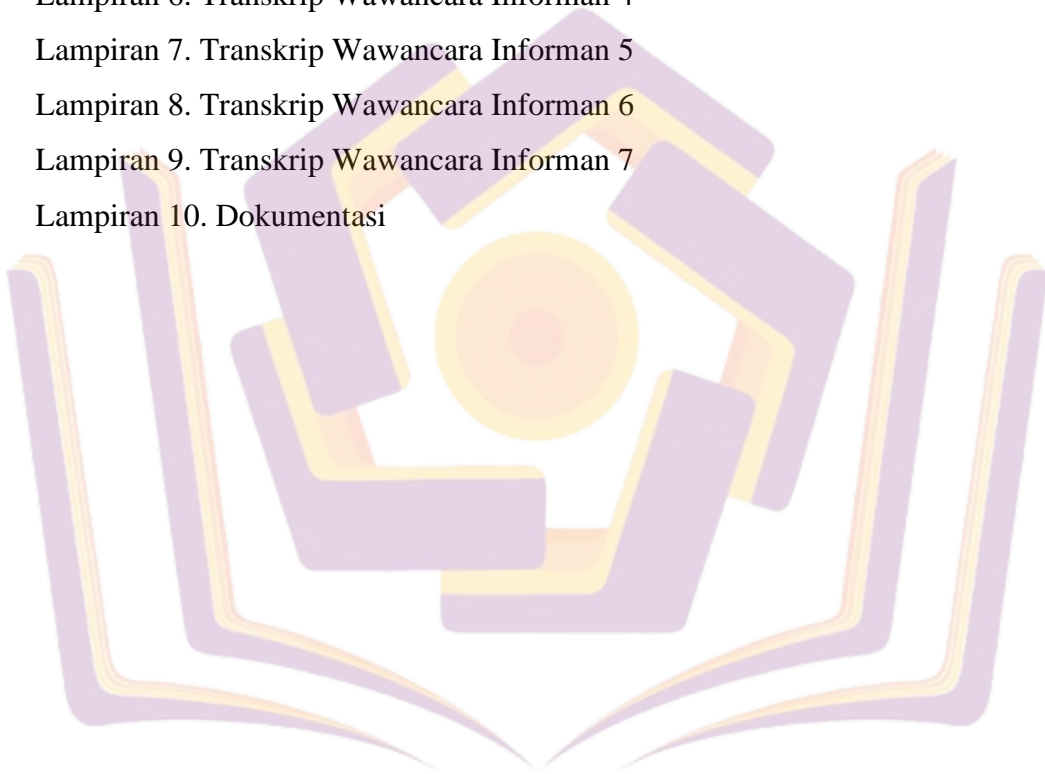 Lampiran 6. Transkrip Wawancara Informan 4
Lampiran 7. Transkrip Wawancara Informan 5
Lampiran 8. Transkrip Wawancara Informan 6
Lampiran 9. Transkrip Wawancara Informan 7
Lampiran 10. Dokumentasi